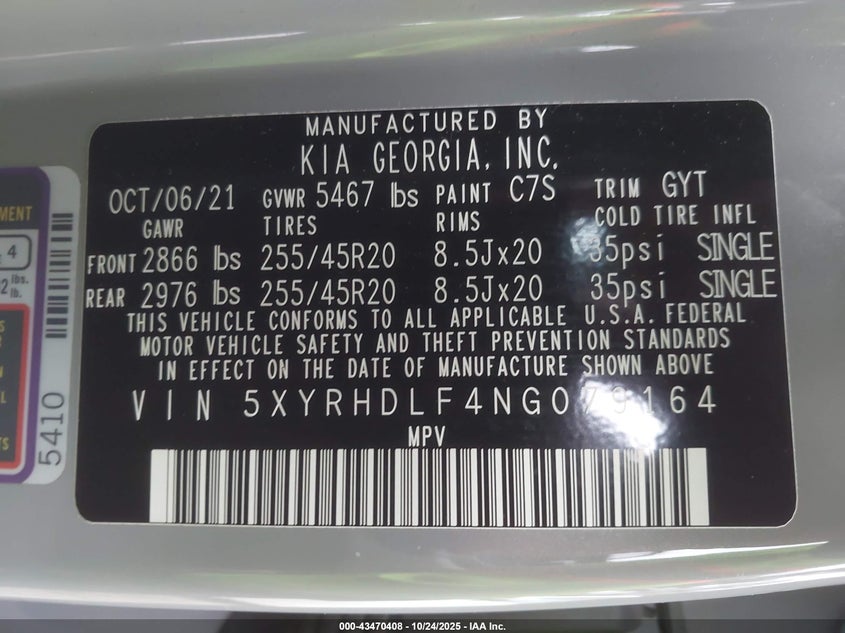 MANUFACTURED BY
KIA GEORGIA, INC.
OCT/06/21 GVWR 5467 lbs PAINT C7S TRIM GYT
GAWR TIRES RIMS COLD TIRE INFL
FRONT 2866 lbs 255/45R20 8.5Jx20 35psi SINGLE
REAR 2976 lbs 255/45R20 8.5Jx20 35psi SINGLE
THIS VEHICLE CONFORMS TO ALL APPLICABLE U.S.A. FEDERAL
MOTOR VEHICLE SAFETY AND THEFT PREVENTION STANDARDS
IN EFFECT ON THE DATE OF MANUFACTURE SHOWN ABOVE
VIN 5XYRHDLF4NG079164
MPV
4
lbs.
lb.
5410
000-43470408 - 10/24/2025 - IAA Inc.